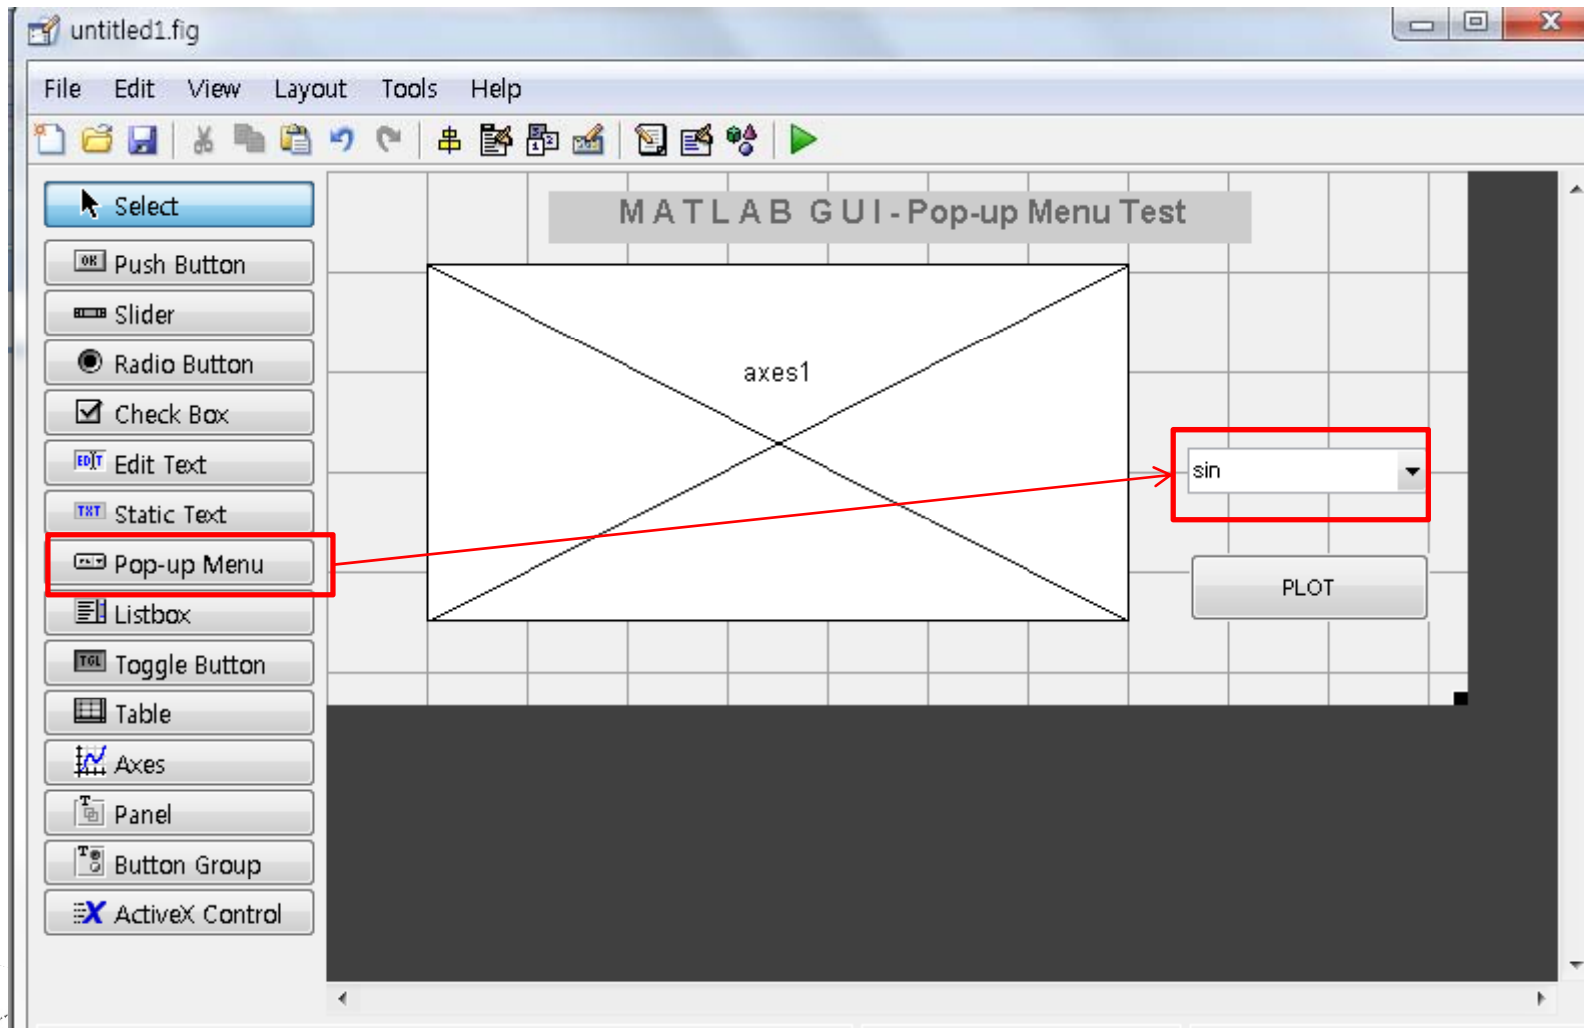 untitled1.fig
File Edit View Layout Tools Help
Select
Push Button
Slider
Radio Button
Check Box
Edit Text
Static Text
Pop-up Menu
Listbox
Toggle Button
Table
Axes
Panel
Button Group
ActiveX Control
M A T L A B G U I - Pop-up Menu Test
axes1
sin
PLOT